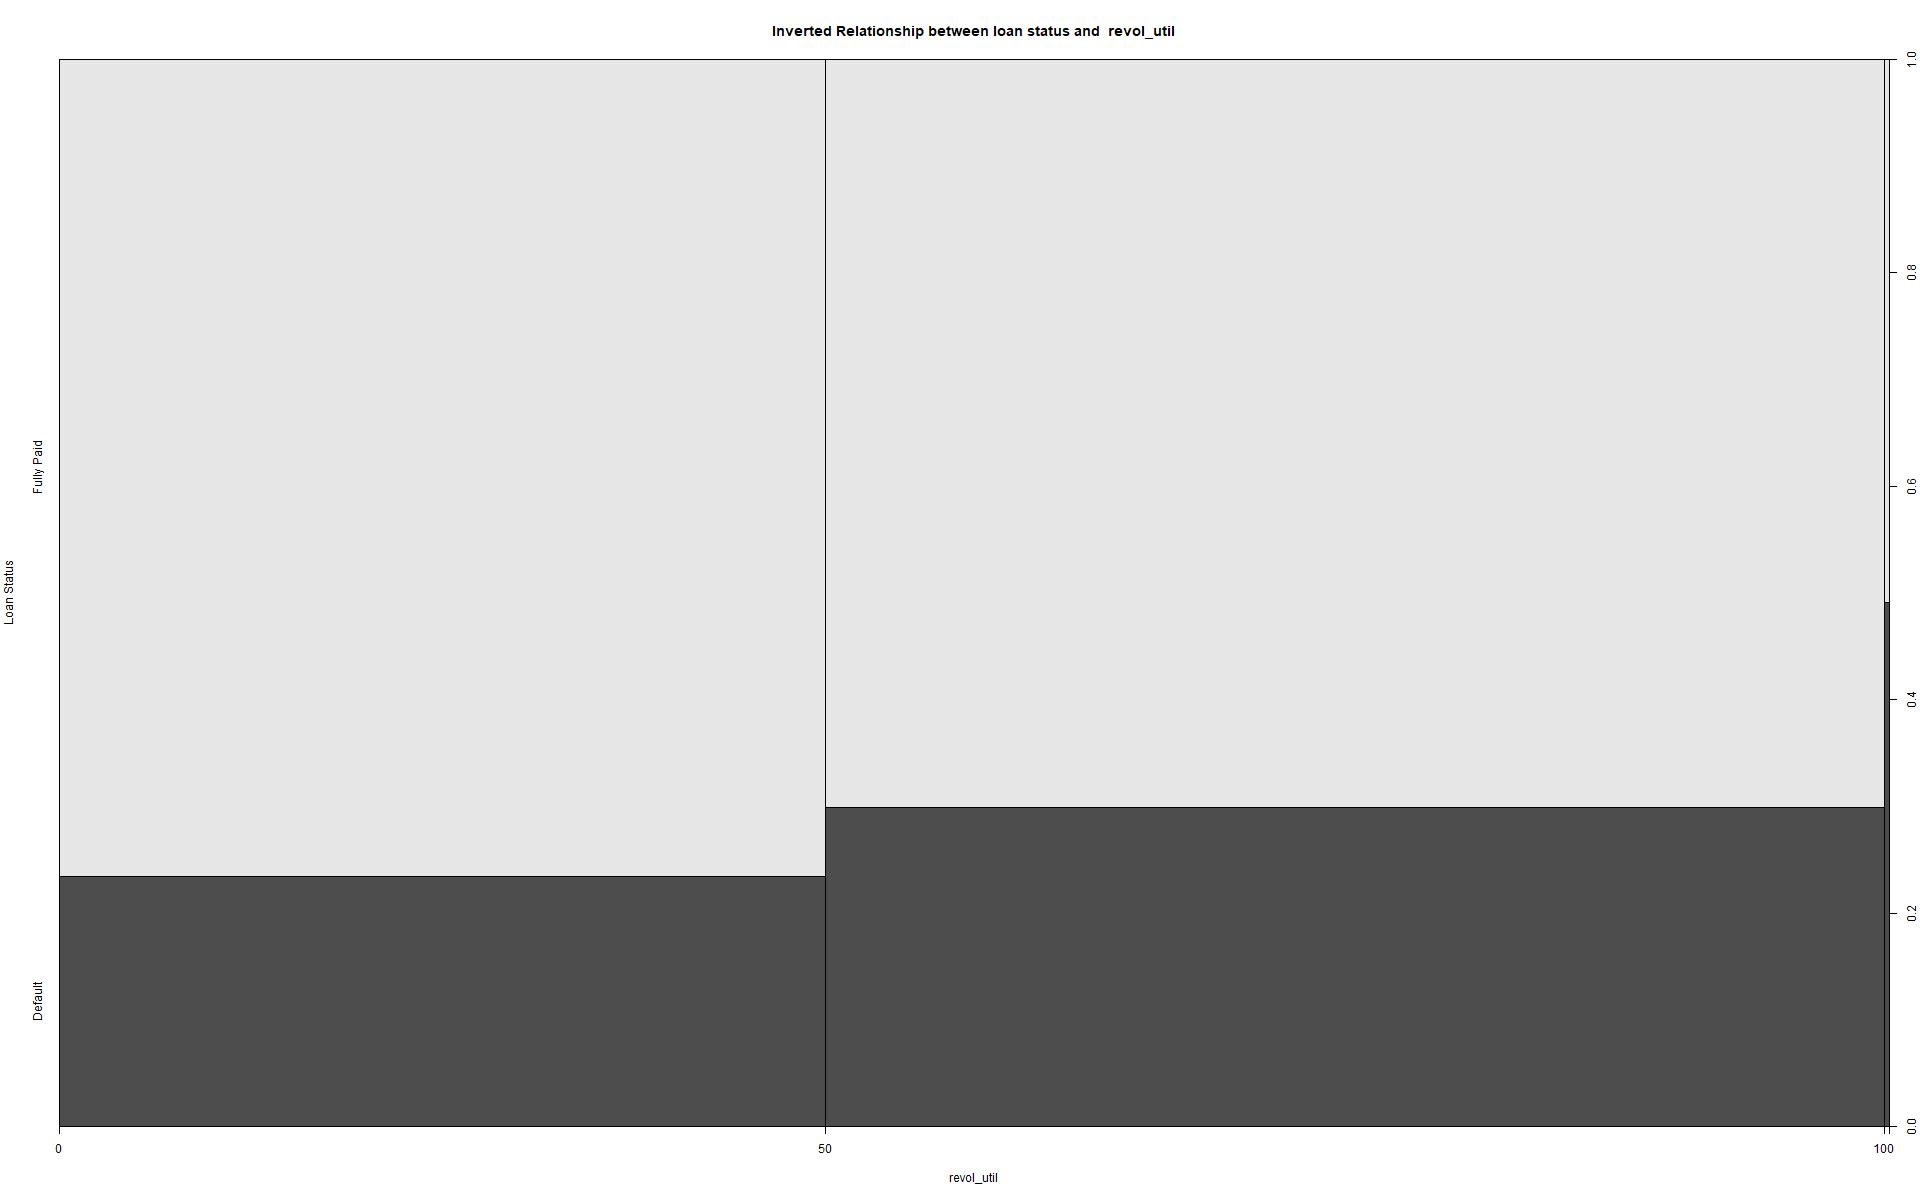 Inverted Relationship between loan status and  revol_util
Loan Status
Fully Paid
Default
1.0
0.8
0.6
0.4
0.2
0.0
0
50
100
revol_util